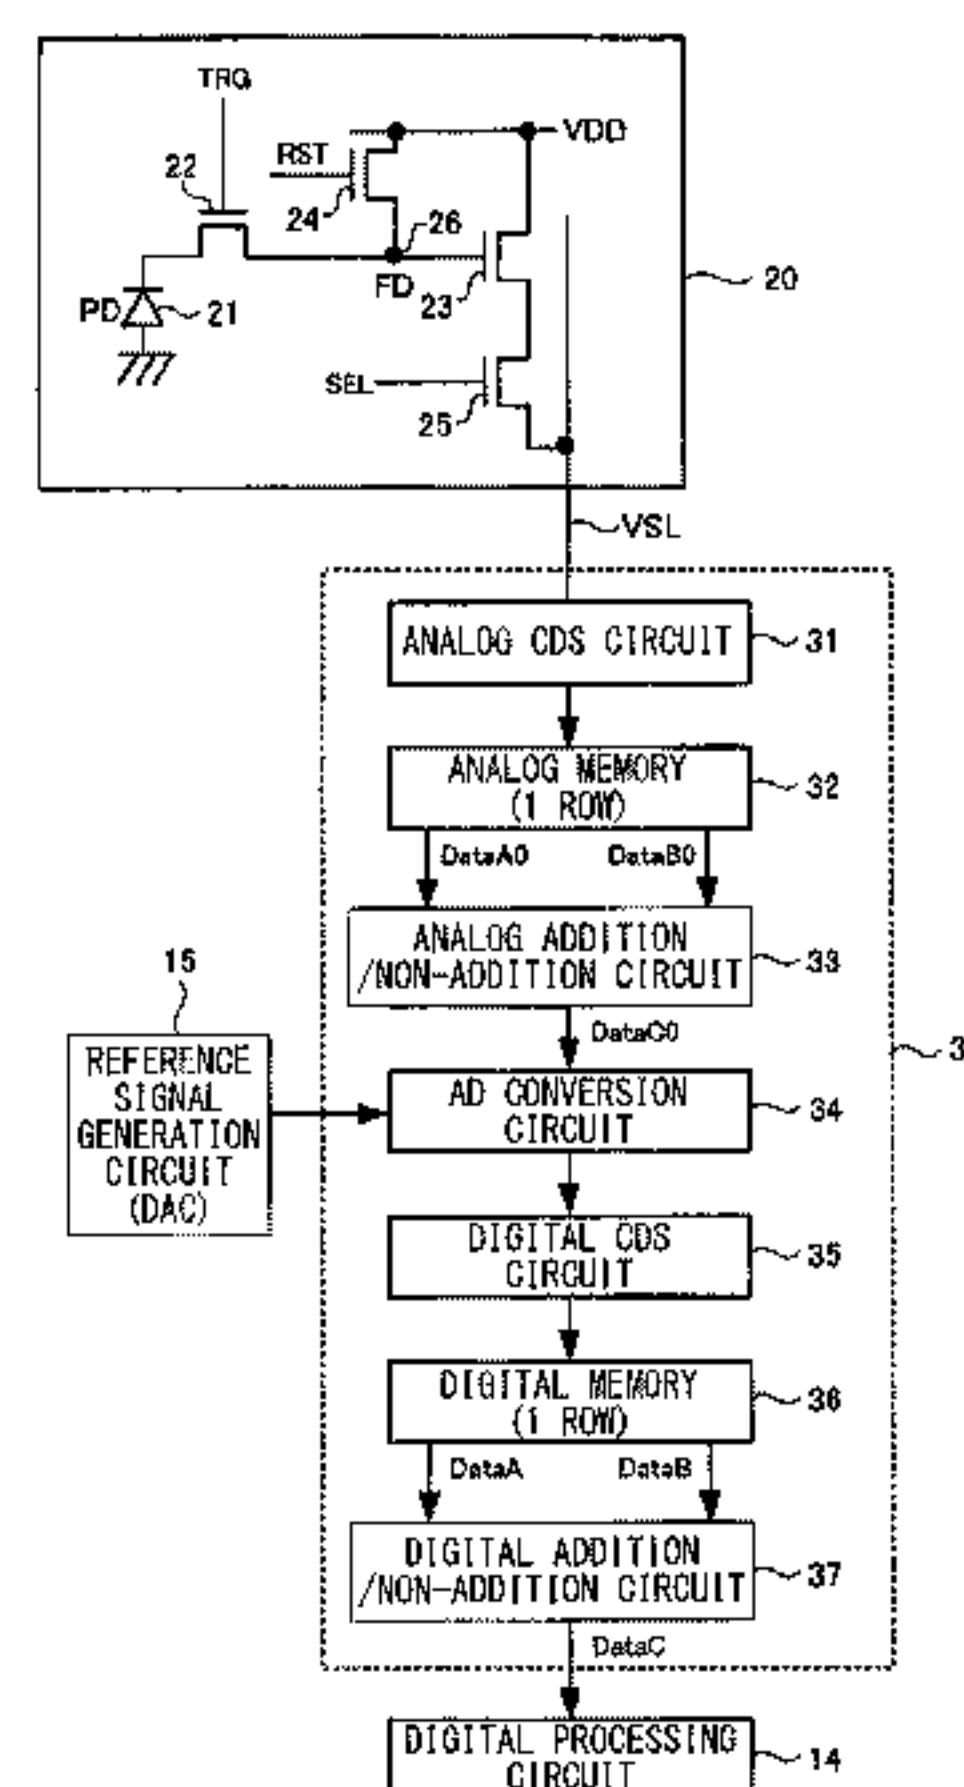 TRG
22
RST
24
VDD
26
FD
23
PD
21
20
SEL
25
VSL
ANALOG CDS CIRCUIT
31
ANALOG MEMORY
(1 ROW)
32
DataA0
DataB0
ANALOG ADDITION
/NON-ADDITION CIRCUIT
33
15
DataC0
REFERENCE
SIGNAL
GENERATION
CIRCUIT
(DAC)
3
AD CONVERSION
CIRCUIT
34
DIGITAL CDS
CIRCUIT
35
DIGITAL MEMORY
(1 ROW)
36
DataA
DataB
DIGITAL ADDITION
/NON-ADDITION CIRCUIT
37
DataC
DIGITAL PROCESSING
CIRCUIT
14